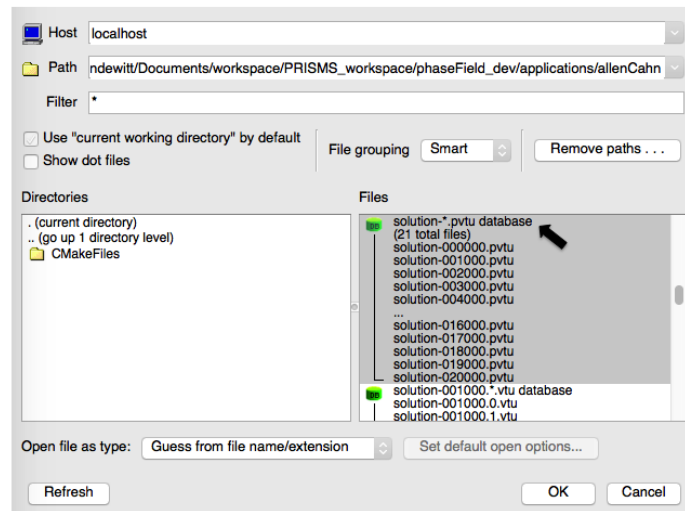 Host localhost
Path ndewitt/Documents/workspace/PRISMS_workspace/phaseField_dev/applications/allenCahn
Filter *
Use "current working directory" by default
Show dot files
File grouping Smart
Remove paths . . .
Directories
. (current directory)
.. (go up 1 directory level)
CMakeFiles
Files
solution-*.pvtu database
(21 total files)
solution-000000.pvtu
solution-001000.pvtu
solution-002000.pvtu
solution-003000.pvtu
solution-004000.pvtu
...
solution-016000.pvtu
solution-017000.pvtu
solution-018000.pvtu
solution-019000.pvtu
solution-020000.pvtu
solution-001000.*.vtu database
solution-001000.0.vtu
solution-001000.1.vtu
Open file as type: Guess from file name/extension
Set default open options...
Refresh
OK
Cancel